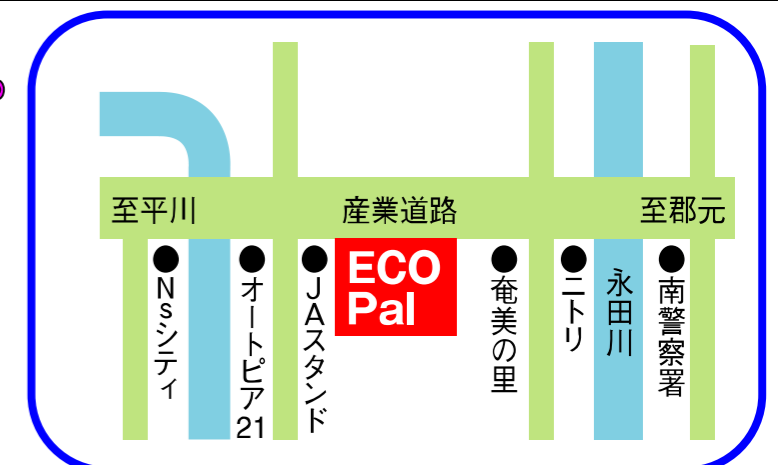 至平川
産業道路
至郡元
Nsシティ
オートピア21
JAスタンド
ECO
Pal
奄美の里
ニトリ
永田川
南警察署